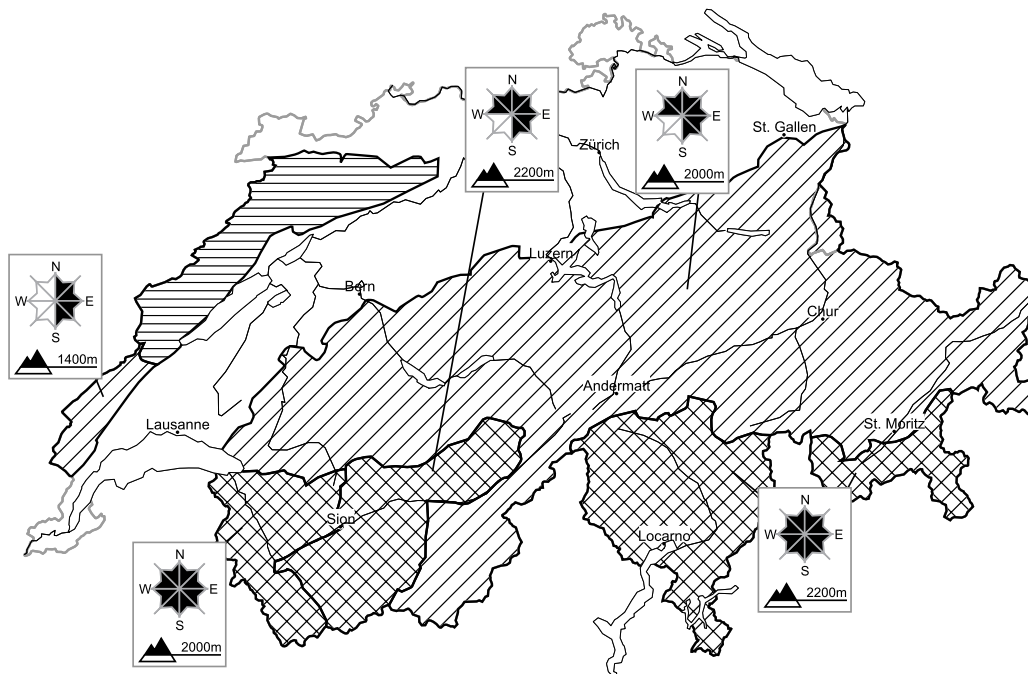 N
W E
S
2200m
N
W E
S
2000m
St. Gallen
Zürich
Luzern
N
W E
S
1400m
Bern
Chur
Andermatt
Lausanne
St. Moritz
Sion
Locarno
N
W E
S
2200m
N
W E
S
2000m